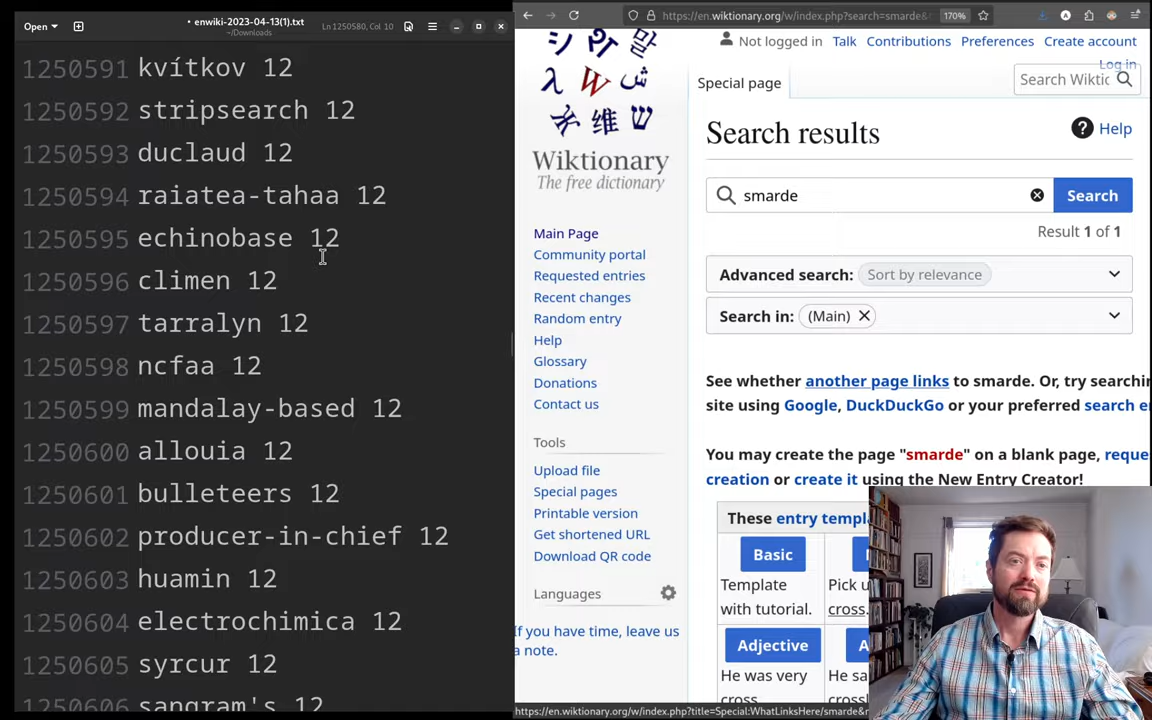 Open
enwiki-2023-04-13(1).txt
~/Downloads
Ln 1250580, Col 10
1250591 kvítkov 12
1250592 stripsearch 12
1250593 duclaud 12
1250594 raiatea-tahaa 12
1250595 echinobase 12
1250596 climen 12
1250597 tarralyn 12
1250598 ncfaa 12
1250599 mandalay-based 12
1250600 allouia 12
1250601 bulleteers 12
1250602 producer-in-chief 12
1250603 huamin 12
1250604 electrochimica 12
1250605 syrcur 12
sangram's 12
https://en.wiktionary.org/w/index.php?search=smarde&
170%
Not logged in Talk Contributions Preferences Create account
Log in
Special page
Search Wiktic
Wiktionary
The free dictionary
Main Page
Community portal
Requested entries
Recent changes
Random entry
Help
Glossary
Donations
Contact us
Tools
Upload file
Special pages
Printable version
Get shortened URL
Download QR code
Languages
If you have time, leave us
a note.
Search results
Help
smarde
Search
Result 1 of 1
Advanced search: Sort by relevance
Search in: (Main)
See whether another page links to smarde. Or, try searchin
site using Google, DuckDuckGo or your preferred search e
You may create the page "smarde" on a blank page, reque
creation or create it using the New Entry Creator!
These entry templ
Basic
Template
with tutorial.
Pick u
cross.
Adjective
A
He was very
cross
He sa
crossl
https://en.wiktionary.org/w/index.php?title=Special:WhatLinksHere/smarde&